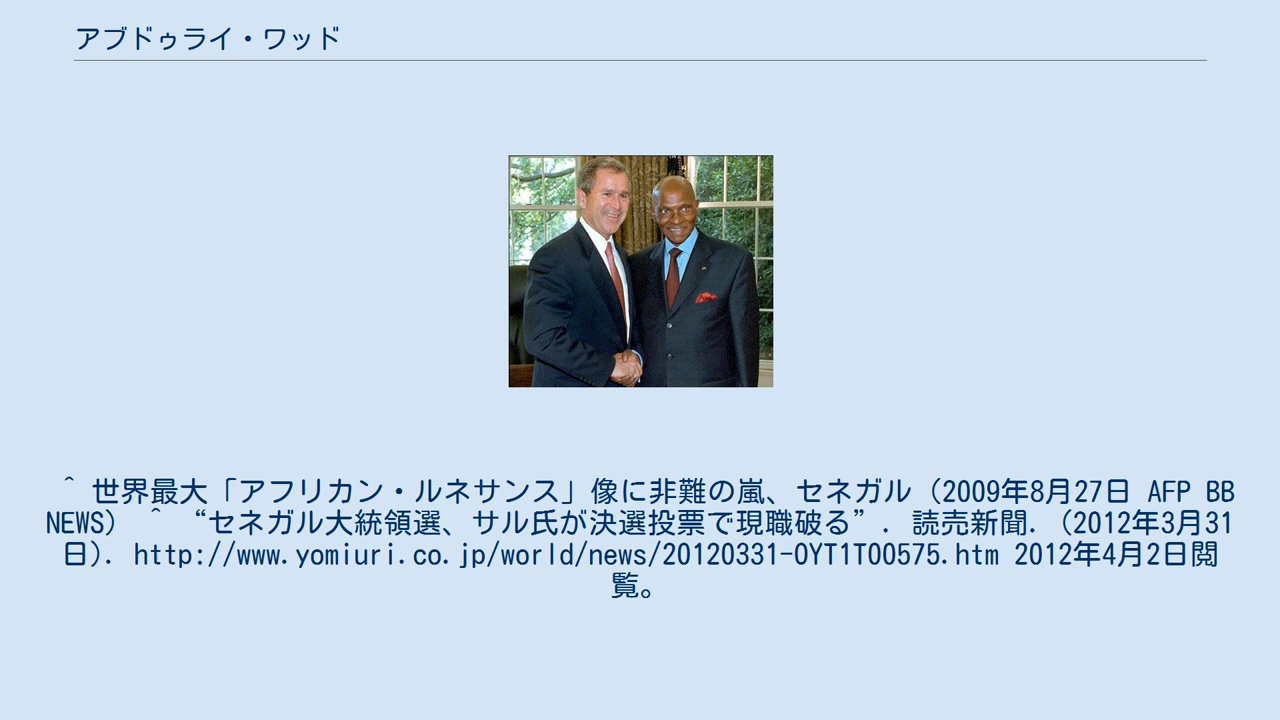 アブドゥライ・ワッド
^ 世界最大「アフリカン・ルネサンス」像に非難の嵐、セネガル（2009年8月27日 AFP BB
NEWS） ^ “セネガル大統領選、サル氏が決選投票で現職破る”. 読売新聞. (2012年3月31
日). http://www.yomiuri.co.jp/world/news/20120331-OYT1T00575.htm 2012年4月2日閲
覧。